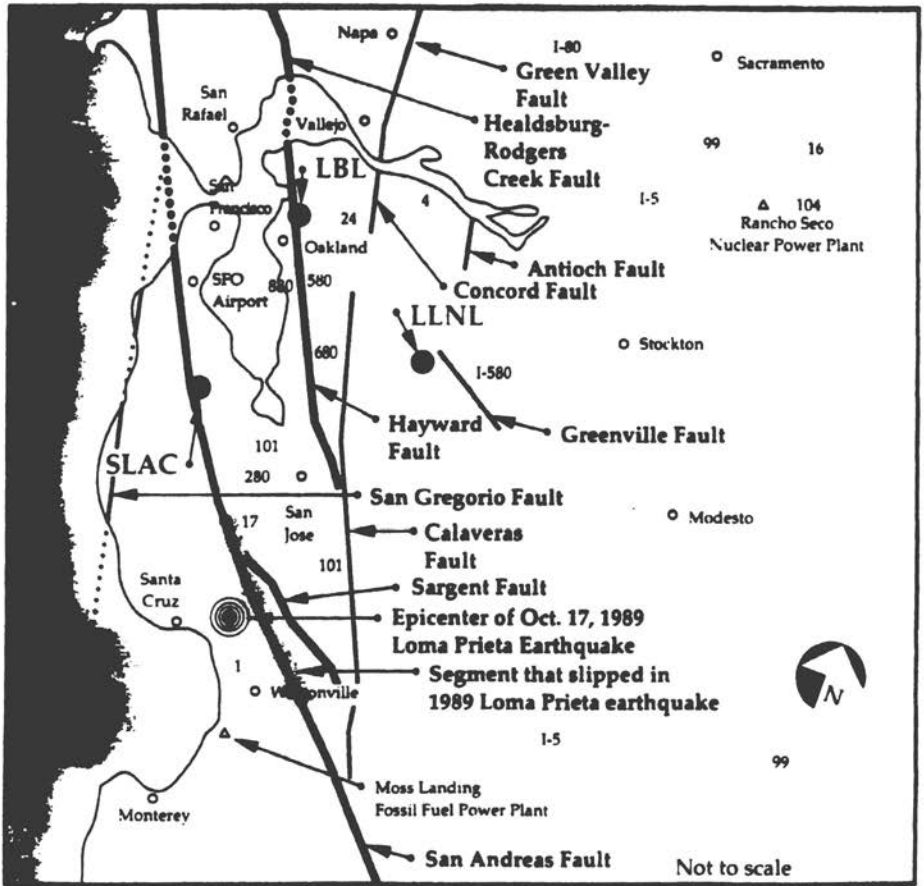 Napa
I-80
Sacramento
Green Valley
Fault
San
Rafael
Vallejo
Healdsburg-
Rodgers
Creek Fault
99
16
LBL
San
Francisco
24
4
I-5
104
Rancho Seco
Nuclear Power Plant
Oakland
Antioch Fault
SFO
Airport
880
580
Concord Fault
LLNL
Stockton
680
I-580
Hayward
Fault
Greenville Fault
101
SLAC
280
San Gregorio Fault
17
San
Jose
Modesto
Calaveras
Fault
101
Santa
Cruz
Sargent Fault
Epicenter of Oct. 17, 1989
Loma Prieta Earthquake
1
Watsonville
Segment that slipped in
1989 Loma Prieta earthquake
N
I-5
99
Moss Landing
Fossil Fuel Power Plant
Monterey
San Andreas Fault
Not to scale